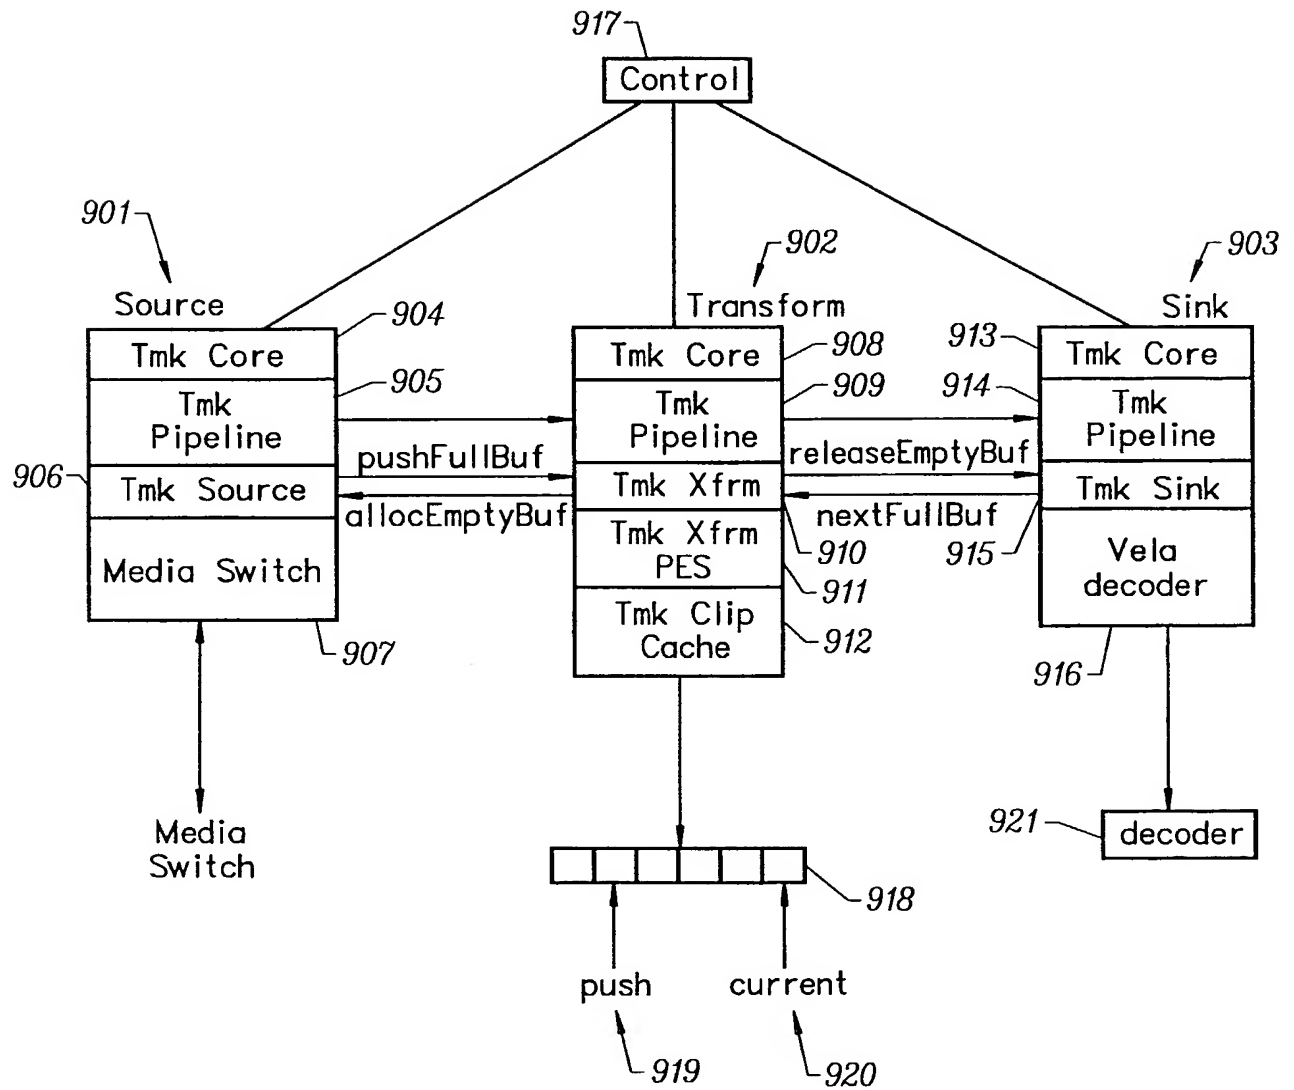 917
Control
901
902
903
Source
Transform
Sink
904
908
913
Tmk Core
Tmk Core
Tmk Core
905
909
914
Tmk
Pipeline
Tmk
Pipeline
Tmk
Pipeline
pushFullBuf
releaseEmptyBuf
906
Tmk Source
Tmk Xfrm
Tmk Sink
allocEmptyBuf
nextFullBuf
910
915
Media Switch
Tmk Xfrm
PES
Vela
decoder
911
Tmk Clip
Cache
912
907
916
Media
Switch
921
decoder
918
push
current
919
920